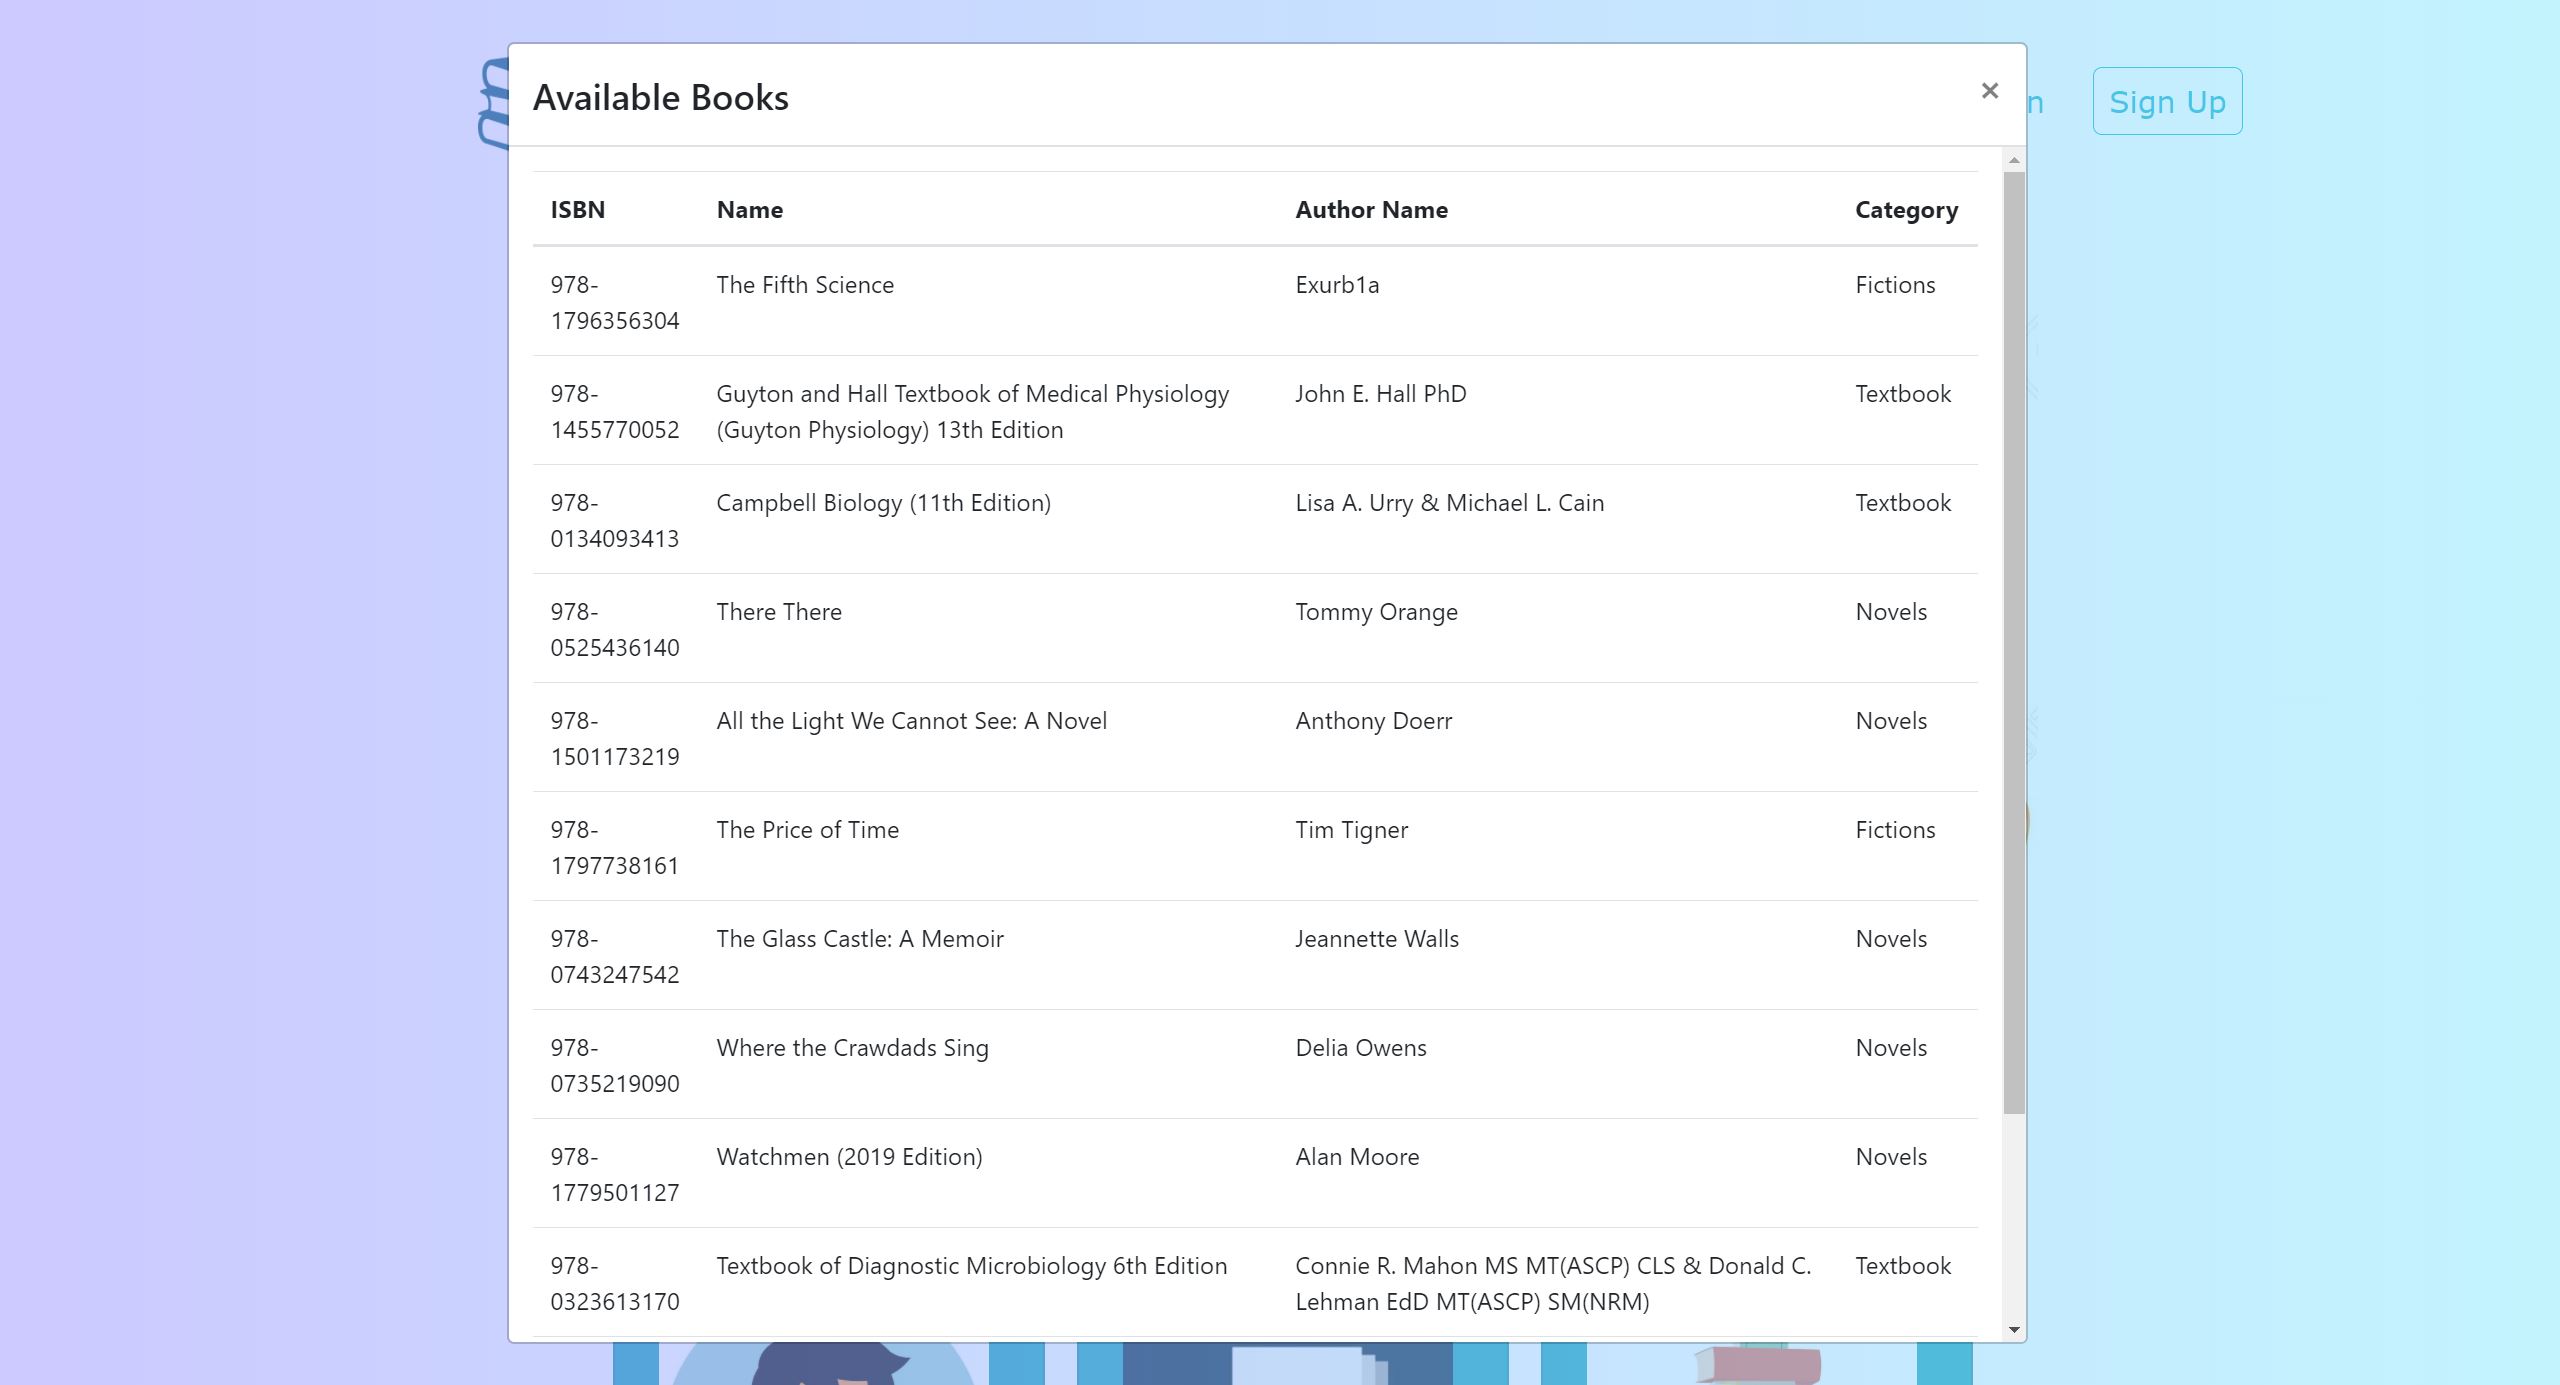 Available Books ×
n Sign Up
ISBN Name Author Name Category
978- The Fifth Science Exurb1a Fictions
1796356304
978- Guyton and Hall Textbook of Medical Physiology John E. Hall PhD Textbook
1455770052 (Guyton Physiology) 13th Edition
978- Campbell Biology (11th Edition) Lisa A. Urry & Michael L. Cain Textbook
0134093413
978- There There Tommy Orange Novels
0525436140
978- All the Light We Cannot See: A Novel Anthony Doerr Novels
1501173219
978- The Price of Time Tim Tigner Fictions
1797738161
978- The Glass Castle: A Memoir Jeannette Walls Novels
0743247542
978- Where the Crawdads Sing Delia Owens Novels
0735219090
978- Watchmen (2019 Edition) Alan Moore Novels
1779501127
978- Textbook of Diagnostic Microbiology 6th Edition Connie R. Mahon MS MT(ASCP) CLS & Donald C. Textbook
0323613170 Lehman EdD MT(ASCP) SM(NRM)